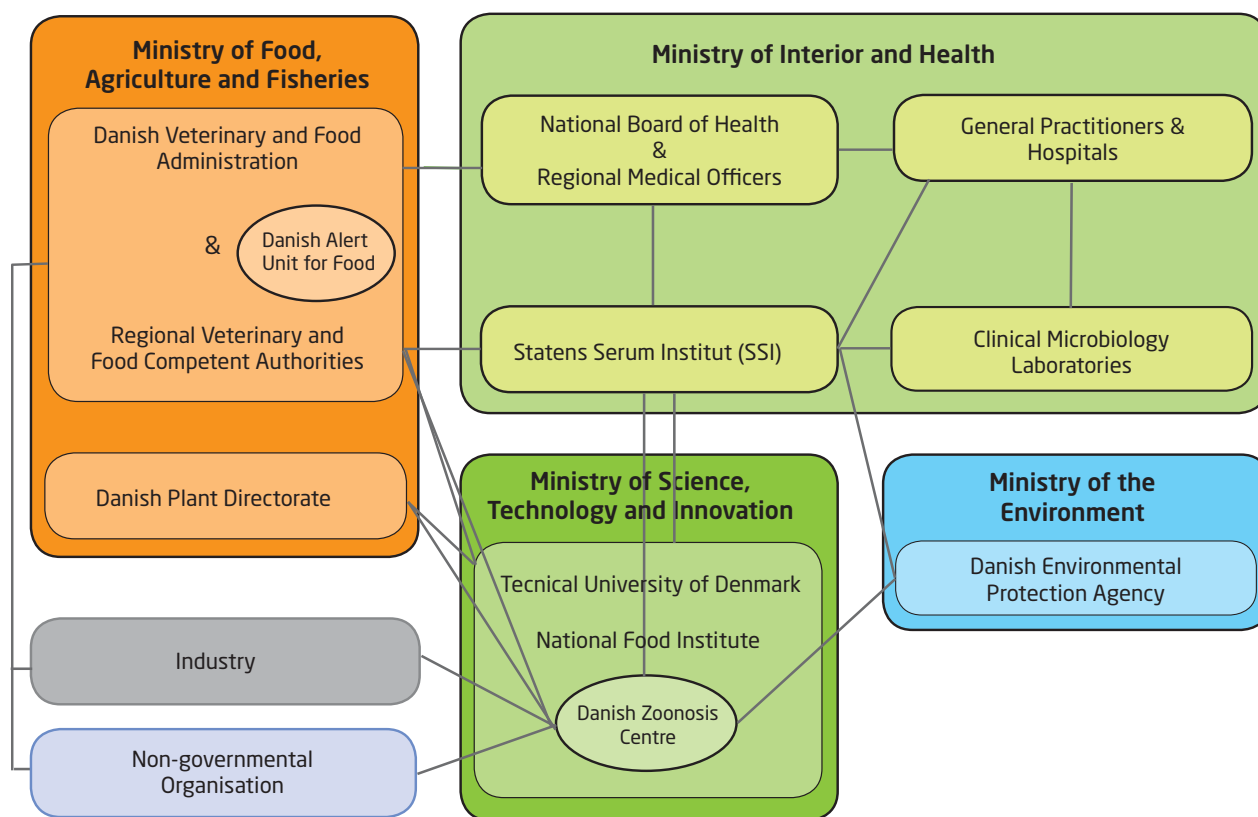 Ministry of Food,
Agriculture and Fisheries
Danish Veterinary and Food
Administration
&
Danish Alert
Unit for Food
Regional Veterinary and
Food Competent Authorities
Danish Plant Directorate
Industry
Non-governmental
Organisation
Ministry of Interior and Health
National Board of Health
&
Regional Medical Officers
General Practitioners &
Hospitals
Statens Serum Institut (SSI)
Clinical Microbiology
Laboratories
Ministry of Science,
Technology and Innovation
Tecnical University of Denmark
National Food Institute
Danish Zoonosis
Centre
Ministry of the
Environment
Danish Environmental
Protection Agency